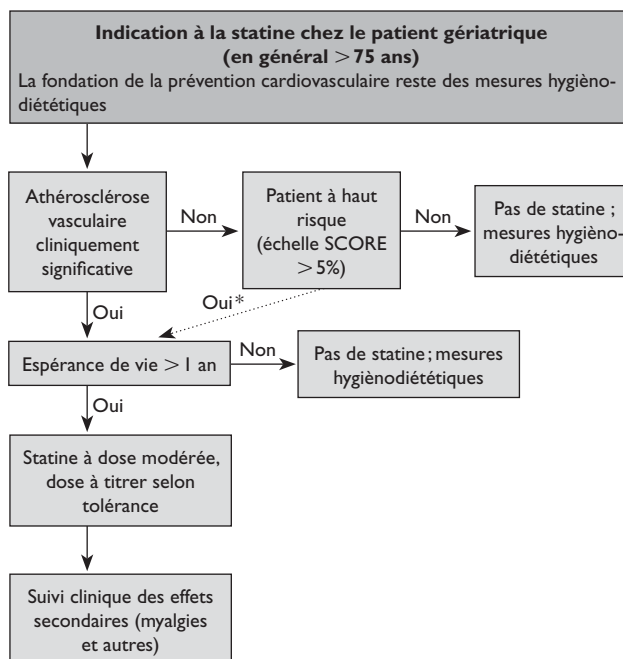 Indication à la statine chez le patient gériatrique
(en général > 75 ans)
La fondation de la prévention cardiovasculaire reste des mesures hygièno-
diététiques
Athérosclérose
vasculaire
cliniquement
significative
Non
Patient à haut
risque
(échelle SCORE
> 5%)
Non
Pas de statine ;
mesures hygièno-
diététiques
Oui
Oui*
Espérance de vie > 1 an
Non
Pas de statine ; mesures
hygiènodiététiques
Oui
Statine à dose modérée,
dose à titrer selon
tolérance
Suivi clinique des effets
secondaires (myalgies
et autres)